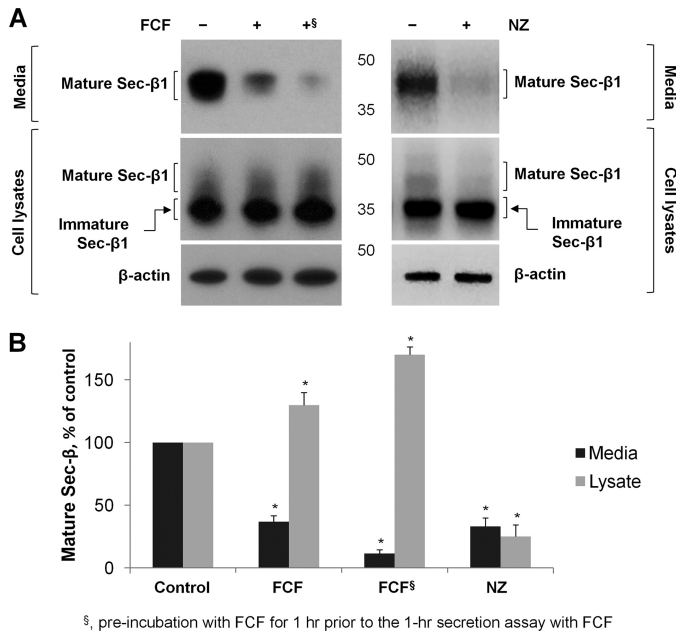 A
FCF – + +§
– + NZ
Media
Mature Sec-β1
50
35
Mature Sec-β1
Media
Cell lysates
Mature Sec-β1
Immature
Sec-β1
β-actin
50
35
50
Mature Sec-β1
Immature
Sec-β1
β-actin
Cell lysates
B
Mature Sec-β, % of control
150
100
50
0
* * * * * *
Control FCF FCF§ NZ
Media
Lysate
§, pre-incubation with FCF for 1 hr prior to the 1-hr secretion assay with FCF